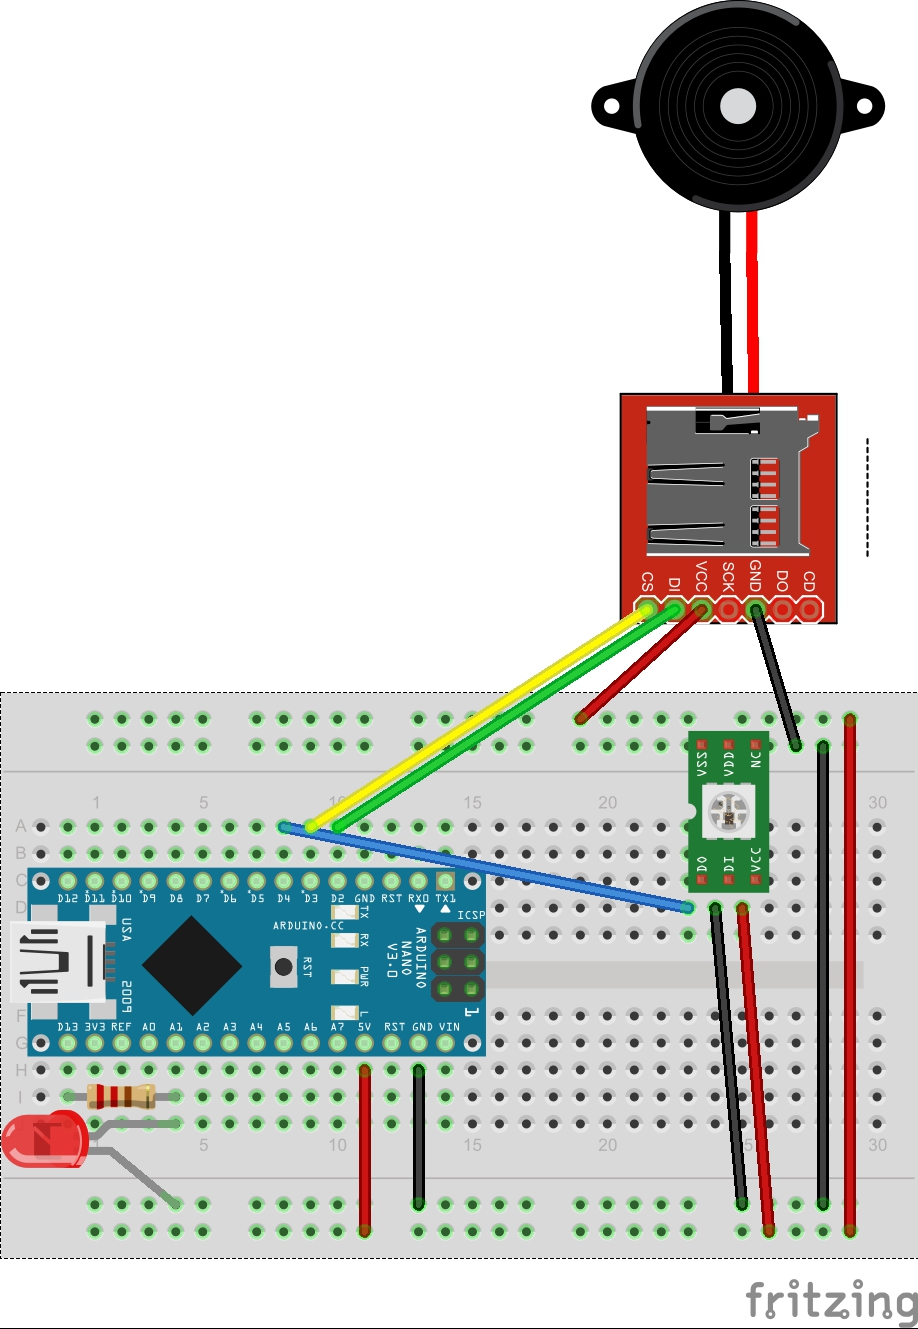 CS DI VCC SCK GND DO CD
VSS VDD NC
1 5 10 15 20 30
A
B
DO DI VCC
C
D12 D11 D10 D9 D8 D7 D6 D5 D4 D3 D2 GND RST RX0 TX1
D
TX
ICSP
USA
ARDUINO.CC
RX
ARDUINO
NANO
V3.0
RST
PWR
2009
L
1
F
D13 3V3 REF A0 A1 A2 A3 A4 A5 A6 A7 5V RST GND VIN
G
H
I
5 10 15 20 30
fritzing